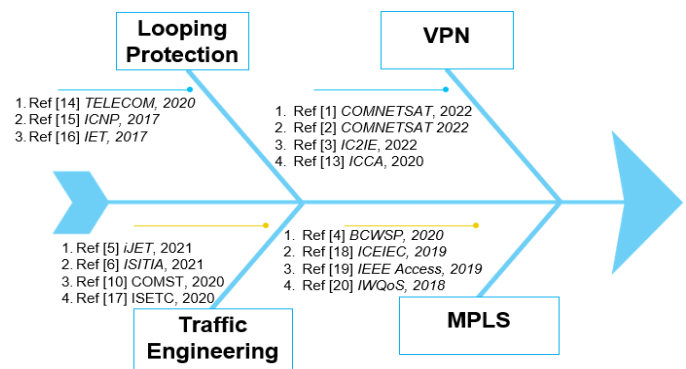 Looping
Protection
VPN
1. Ref [14] TELECOM, 2020
2. Ref [15] ICNP, 2017
3. Ref [16] IET, 2017
1. Ref [1] COMNETSAT, 2022
2. Ref [2] COMNETSAT 2022
3. Ref [3] IC2IE, 2022
4. Ref [13] ICCA, 2020
1. Ref [5] iJET, 2021
2. Ref [6] ISITIA, 2021
3. Ref [10] COMST, 2020
4. Ref [17] ISETC, 2020
1. Ref [4] BCWSP, 2020
2. Ref [18] ICEIEC, 2019
3. Ref [19] IEEE Access, 2019
4. Ref [20] IWQoS, 2018
Traffic
Engineering
MPLS